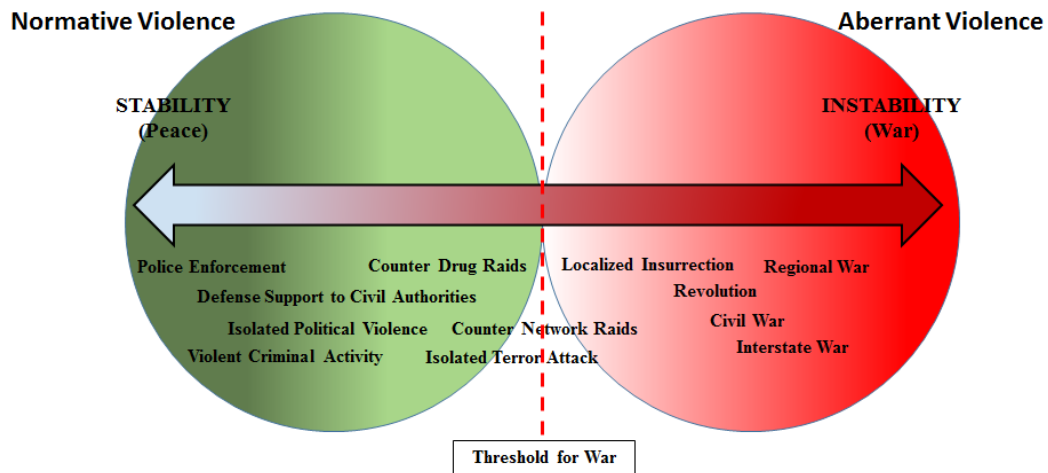 Normative Violence
Aberrant Violence
STABILITY
(Peace)
INSTABILITY
(War)
Police Enforcement
Counter Drug Raids
Localized Insurrection
Regional War
Defense Support to Civil Authorities
Revolution
Isolated Political Violence
Counter Network Raids
Civil War
Violent Criminal Activity
Isolated Terror Attack
Interstate War
Threshold for War